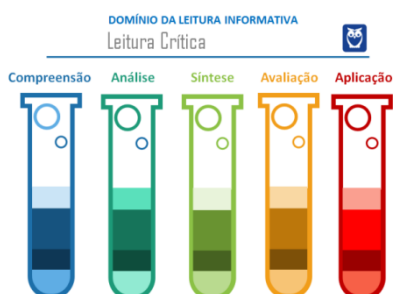 DOMÍNIO DA LEITURA INFORMATIVA
Leitura Crítica
Compreensão Análise Síntese Avaliação Aplicação